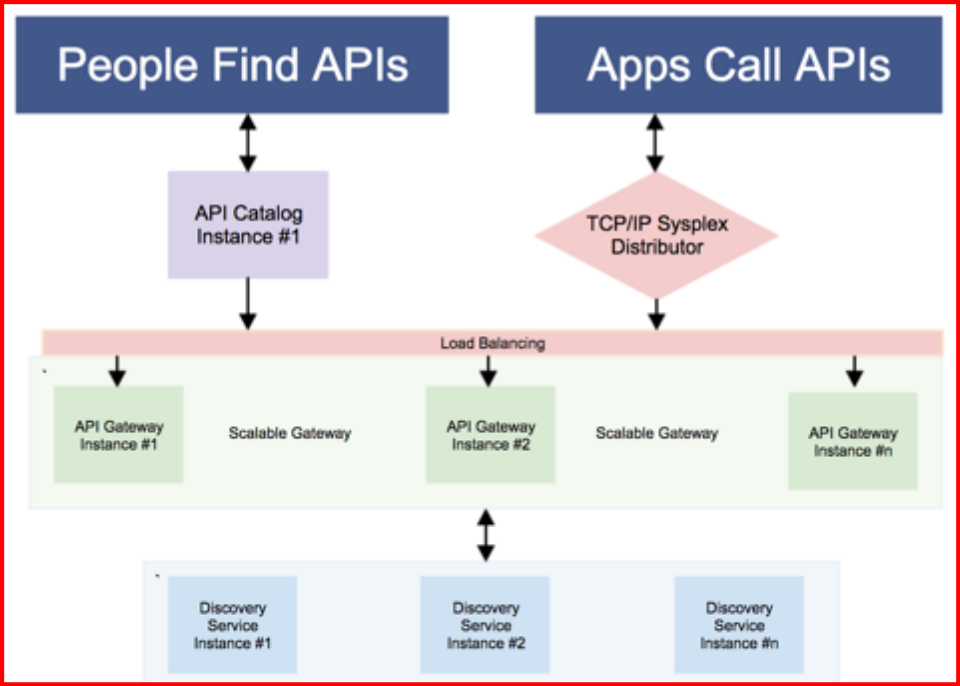 People Find APIs
Apps Call APIs
API Catalog
Instance #1
TCP/IP Sysplex
Distributor
Load Balancing
API Gateway
Instance #1
Scalable Gateway
API Gateway
Instance #2
Scalable Gateway
API Gateway
Instance #n
Discovery
Service
Instance #1
Discovery
Service
Instance #2
Discovery
Service
Instance #n